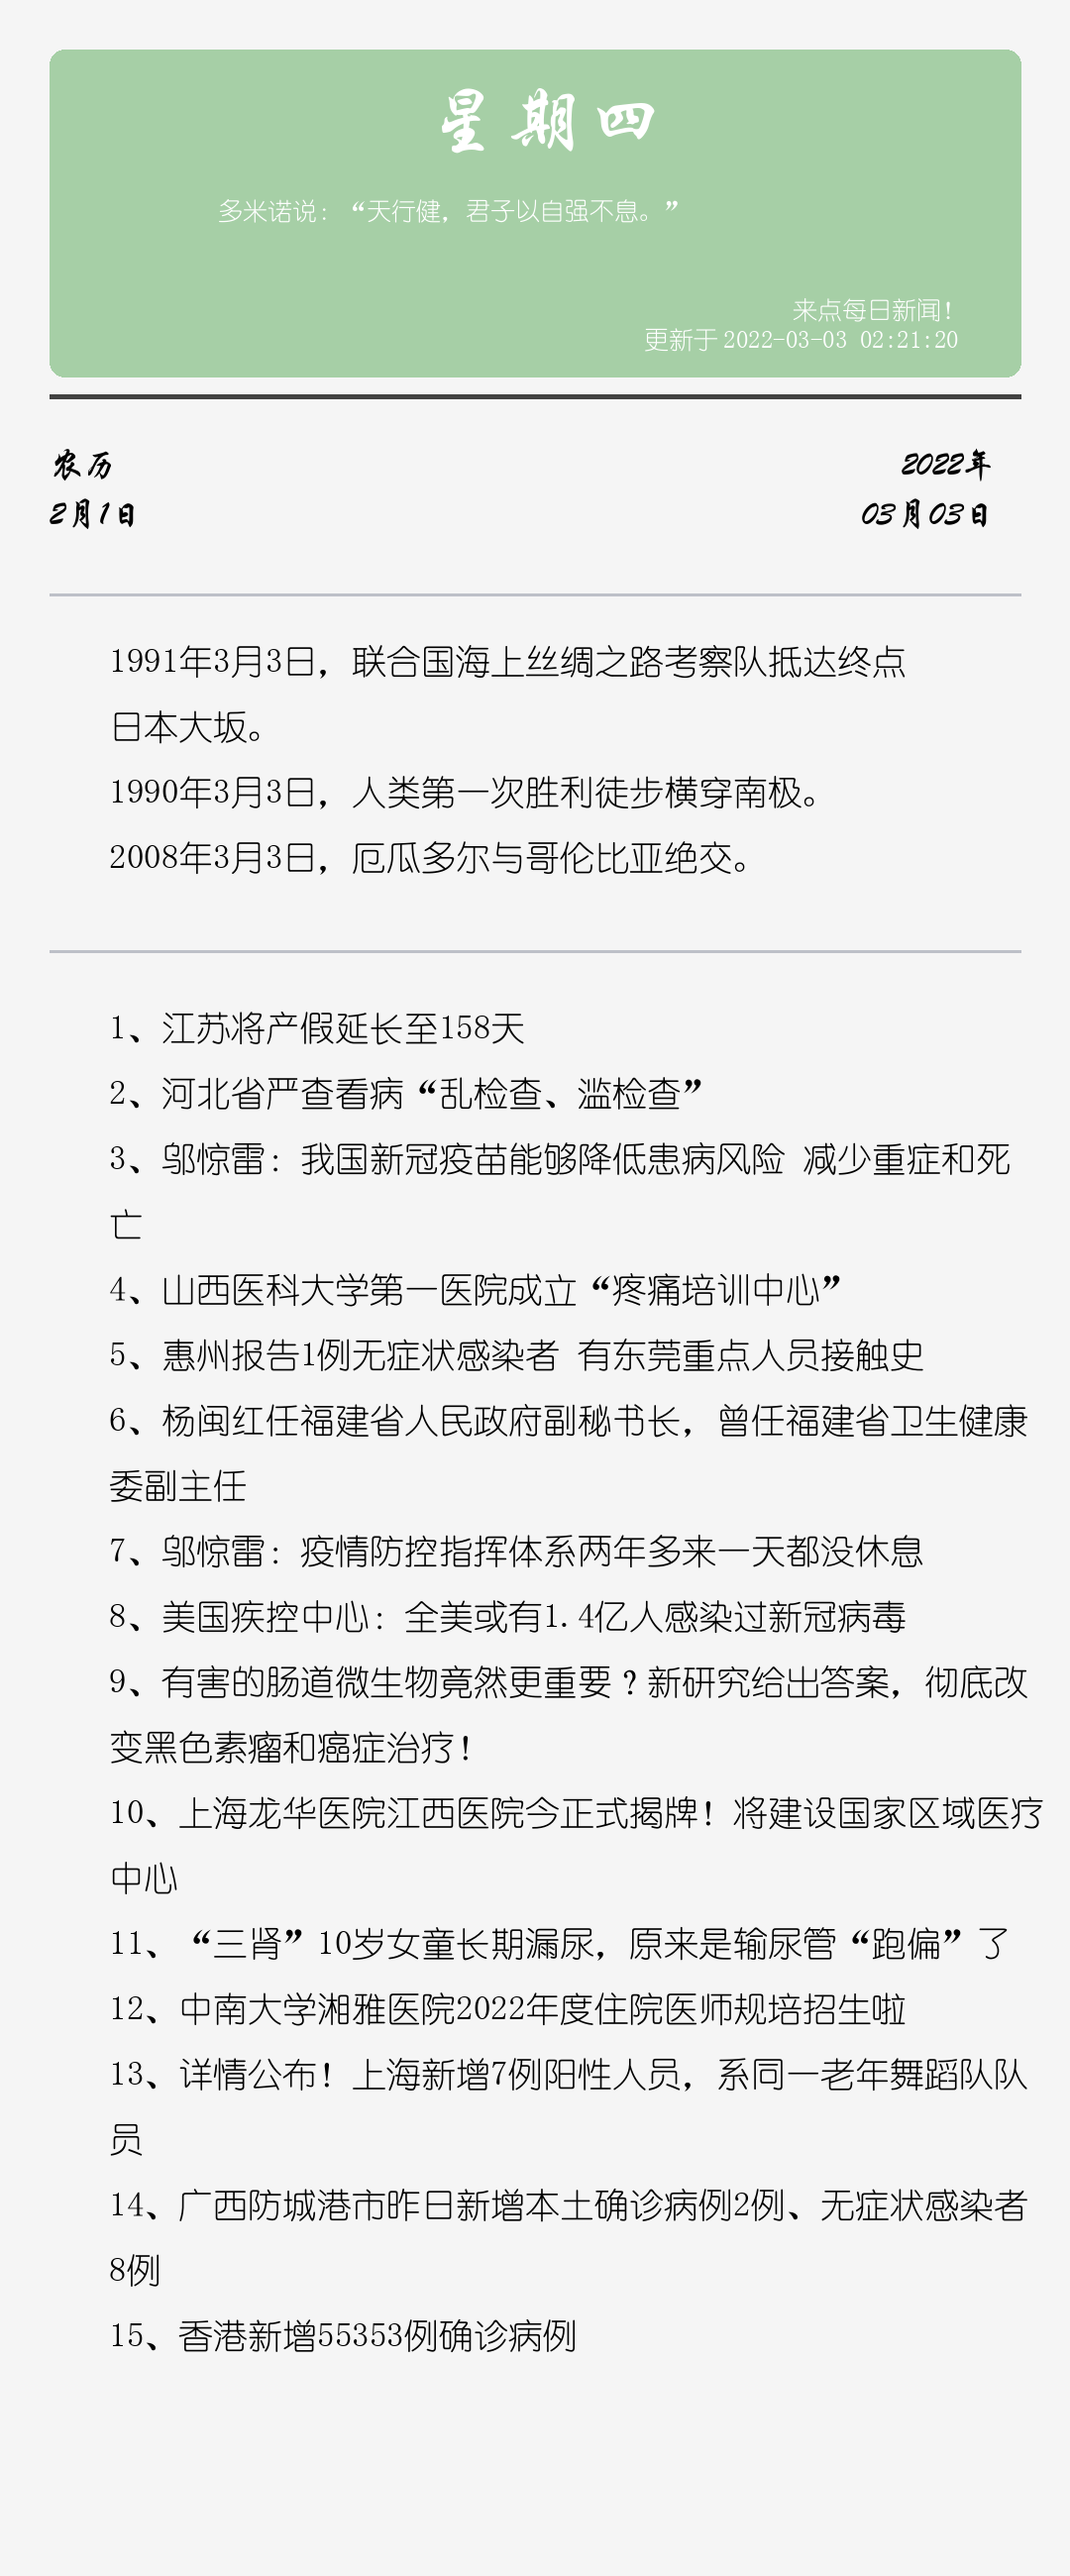 星期四
多米诺说：“天行健，君子以自强不息。”
来点每日新闻！
更新于 2022-03-03 02:21:20
农历
2022年
2月1日
03月03日
1991年3月3日，联合国海上丝绸之路考察队抵达终点
日本大坂。
1990年3月3日，人类第一次胜利徒步横穿南极。
2008年3月3日，厄瓜多尔与哥伦比亚绝交。
1、江苏将产假延长至158天
2、河北省严查看病“乱检查、滥检查”
3、邬惊雷：我国新冠疫苗能够降低患病风险 减少重症和死
亡
4、山西医科大学第一医院成立“疼痛培训中心”
5、惠州报告1例无症状感染者 有东莞重点人员接触史
6、杨闽红任福建省人民政府副秘书长，曾任福建省卫生健康
委副主任
7、邬惊雷：疫情防控指挥体系两年多来一天都没休息
8、美国疾控中心：全美或有1.4亿人感染过新冠病毒
9、有害的肠道微生物竟然更重要？新研究给出答案，彻底改
变黑色素瘤和癌症治疗！
10、上海龙华医院江西医院今正式揭牌！将建设国家区域医疗
中心
11、“三肾”10岁女童长期漏尿，原来是输尿管“跑偏”了
12、中南大学湘雅医院2022年度住院医师规培招生啦
13、详情公布！上海新增7例阳性人员，系同一老年舞蹈队队
员
14、广西防城港市昨日新增本土确诊病例2例、无症状感染者
8例
15、香港新增55353例确诊病例